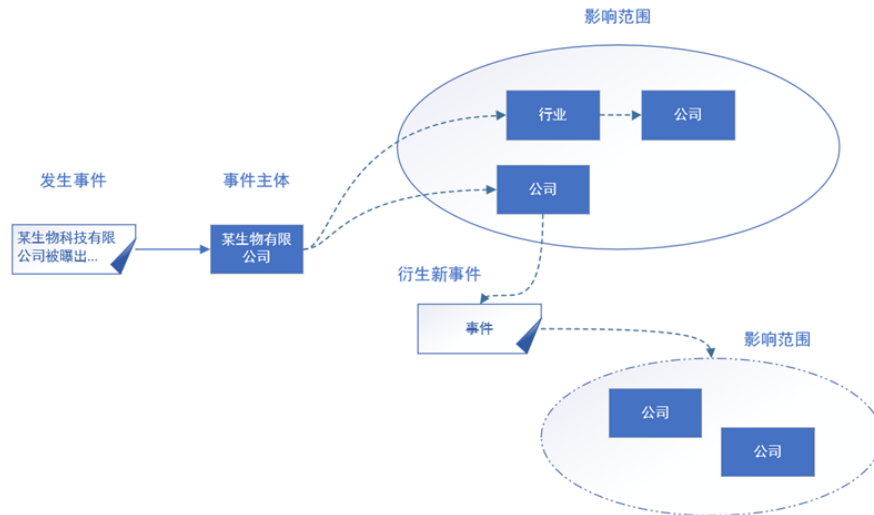 影响范围
行业
公司
公司
发生事件
事件主体
某生物科技有限
公司被曝出...
某生物有限
公司
衍生新事件
事件
影响范围
公司
公司